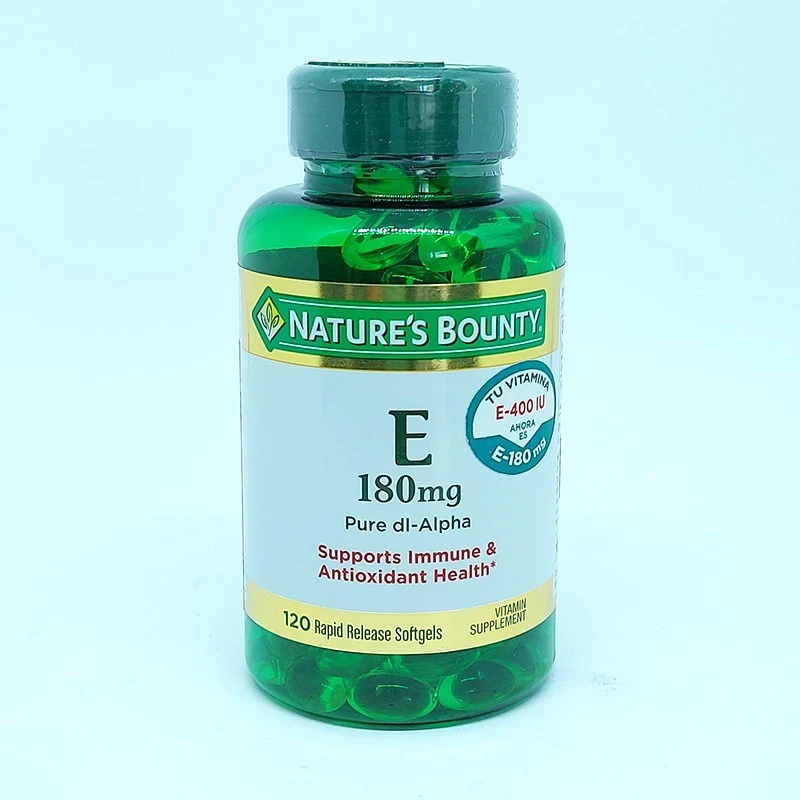 NATURE'S BOUNTY®
TU VITAMINA
E-400 IU
AHORA
ES
E-180 mg
E
180mg
Pure dl-Alpha
Supports Immune &
Antioxidant Health*
120 Rapid Release Softgels
VITAMIN
SUPPLEMENT